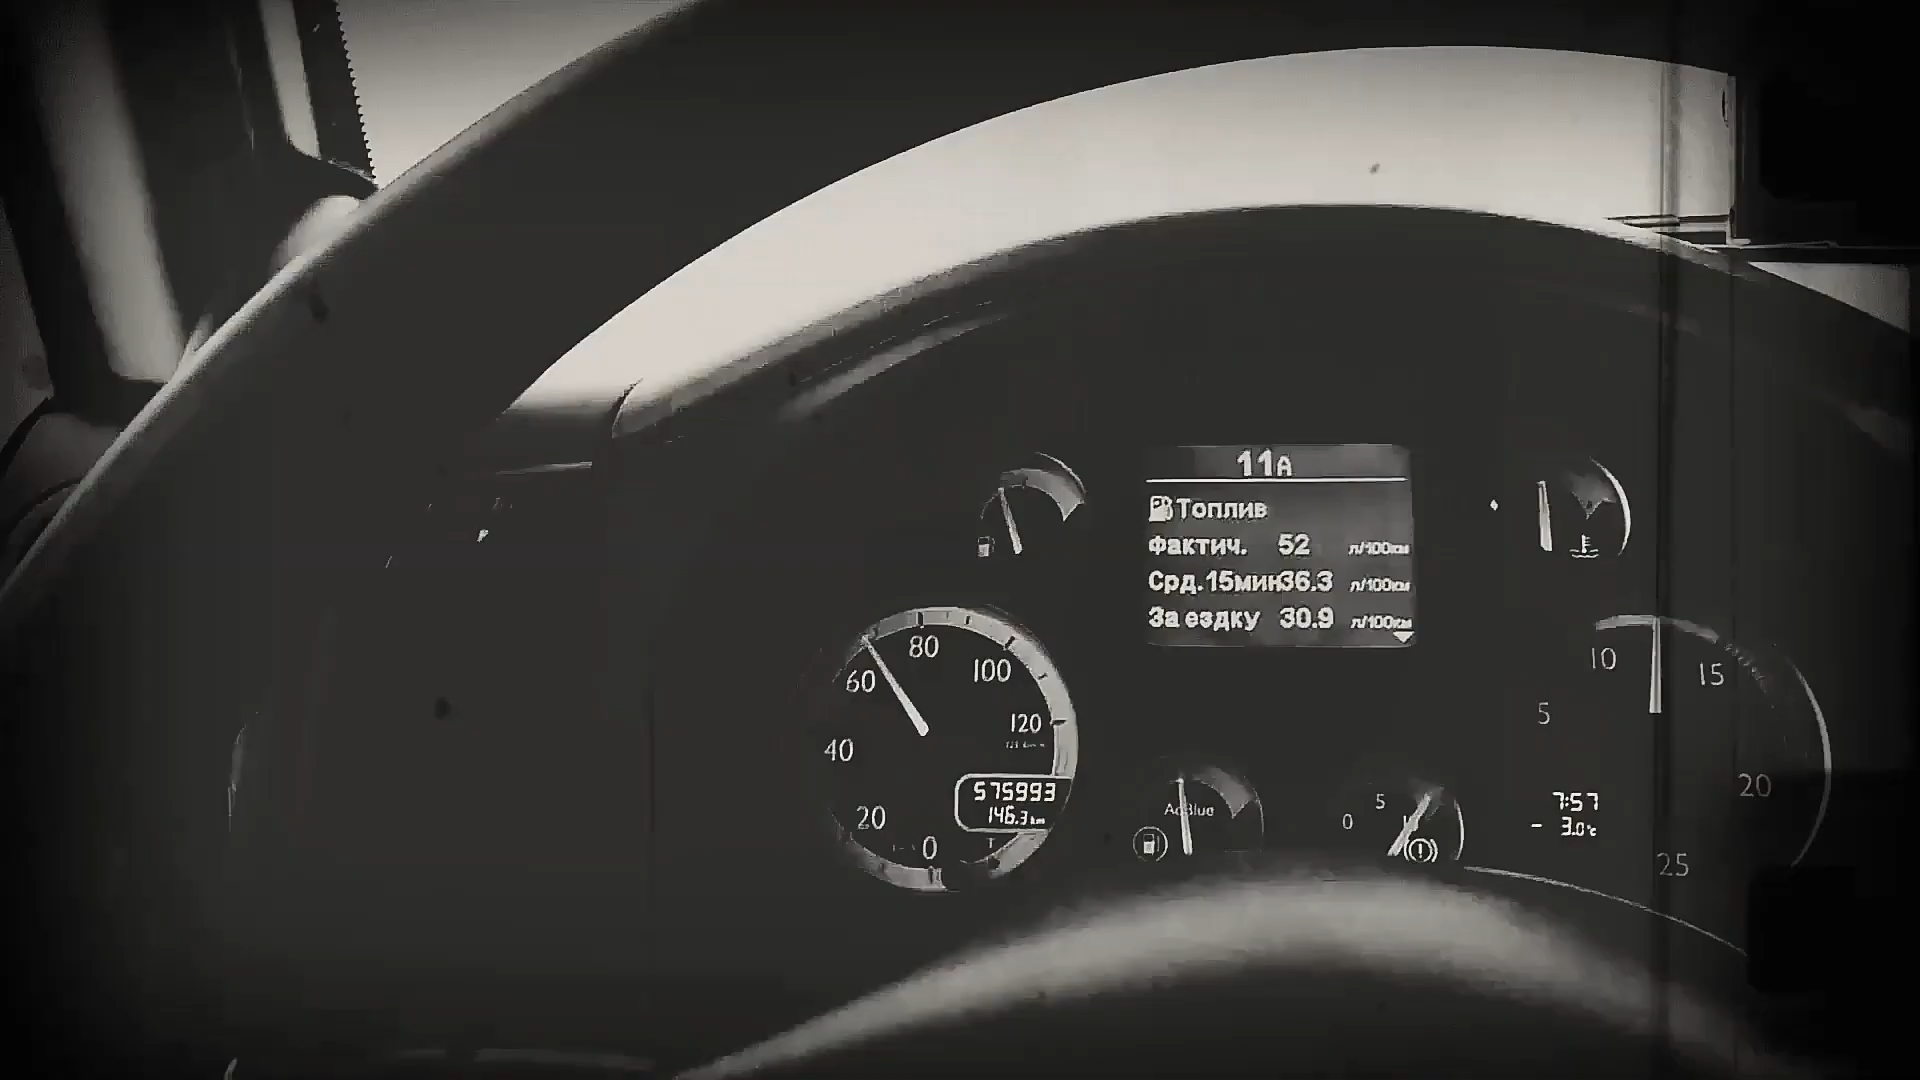 11A
Топлив
Фактич. 52 л/100км
Срд.15мин36.3 л/100км
За ездку 30.9 л/100км
0
20
40
60
80
100
120
575993
146.3 km
T
AdBlue
0
5
5
10
15
20
25
7:57
- 3.0°c